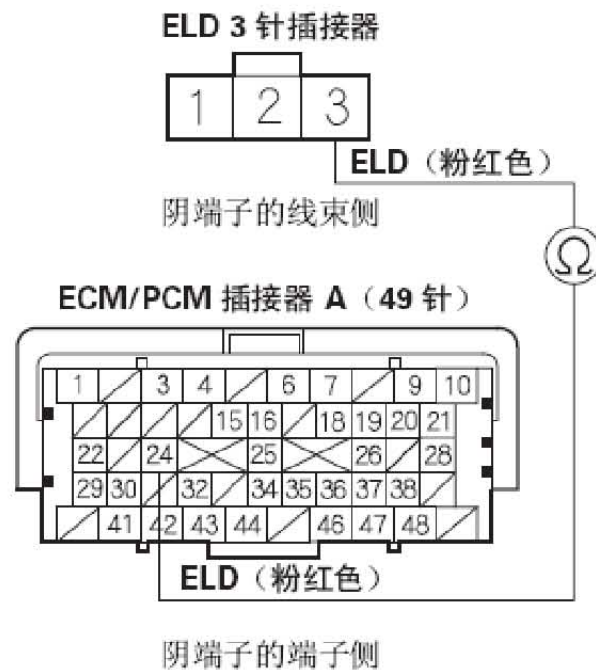 ELD 3 针插接器
1 2 3
ELD（粉红色）
阴端子的线束侧
Ω
ECM/PCM 插接器 A（49 针）
1 3 4 6 7 9 10
15 16 18 19 20 21
22 24 25 26 28
29 30 32 34 35 36 37 38
41 42 43 44 46 47 48
ELD（粉红色）
阴端子的端子侧